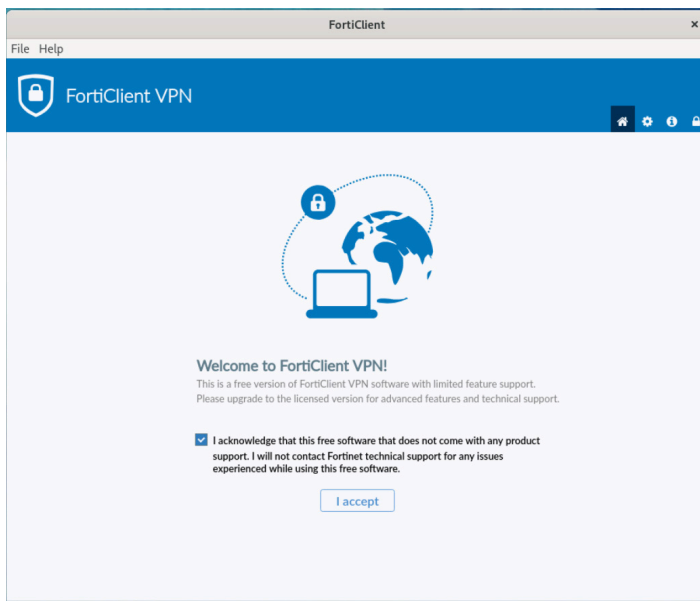 FortiClient
File Help
FortiClient VPN
Welcome to FortiClient VPN!
This is a free version of FortiClient VPN software with limited feature support.
Please upgrade to the licensed version for advanced features and technical support.
I acknowledge that this free software that does not come with any product
support. I will not contact Fortinet technical support for any issues
experienced while using this free software.
I accept